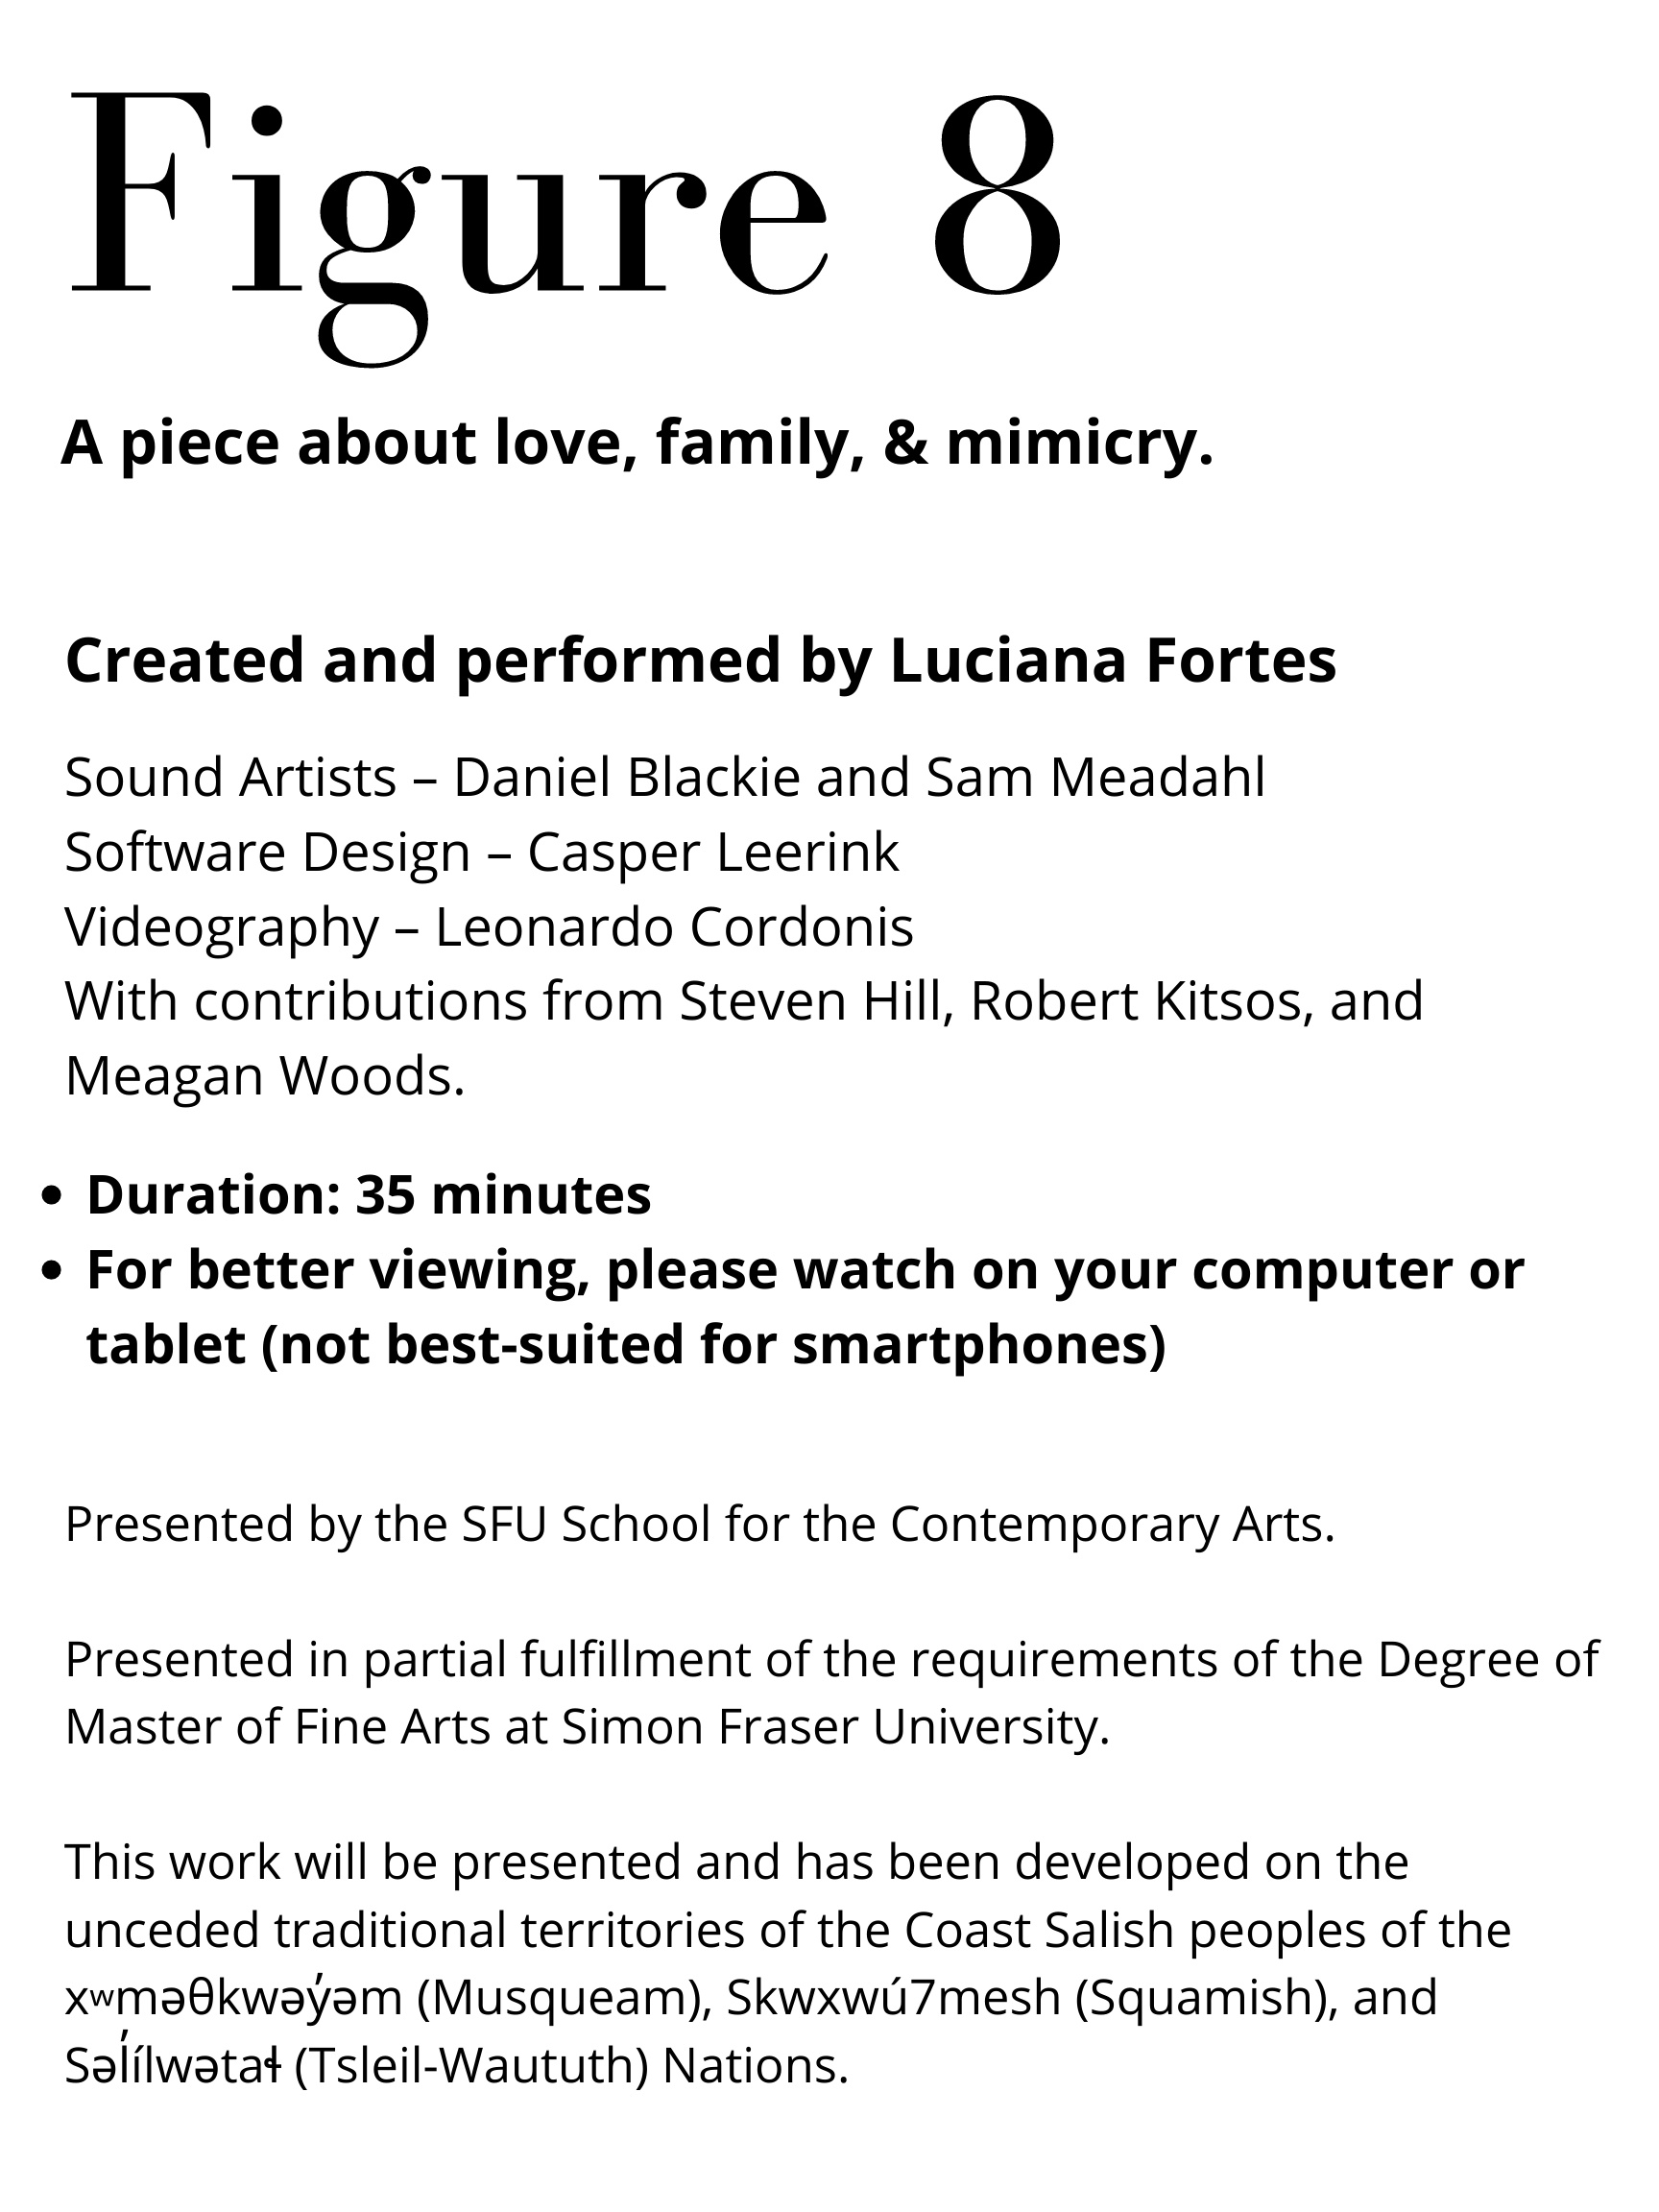 Figure 8
A piece about love, family, & mimicry.
Created and performed by Luciana Fortes
Sound Artists – Daniel Blackie and Sam Meadahl
Software Design – Casper Leerink
Videography – Leonardo Cordonis
With contributions from Steven Hill, Robert Kitsos, and
Meagan Woods.
• Duration: 35 minutes
• For better viewing, please watch on your computer or
tablet (not best-suited for smartphones)
Presented by the SFU School for the Contemporary Arts.
Presented in partial fulfillment of the requirements of the Degree of
Master of Fine Arts at Simon Fraser University.
This work will be presented and has been developed on the
unceded traditional territories of the Coast Salish peoples of the
xʷməθkwəy̓əm (Musqueam), Skwxwú7mesh (Squamish), and
Səl̓ílwətaɬ (Tsleil-Waututh) Nations.